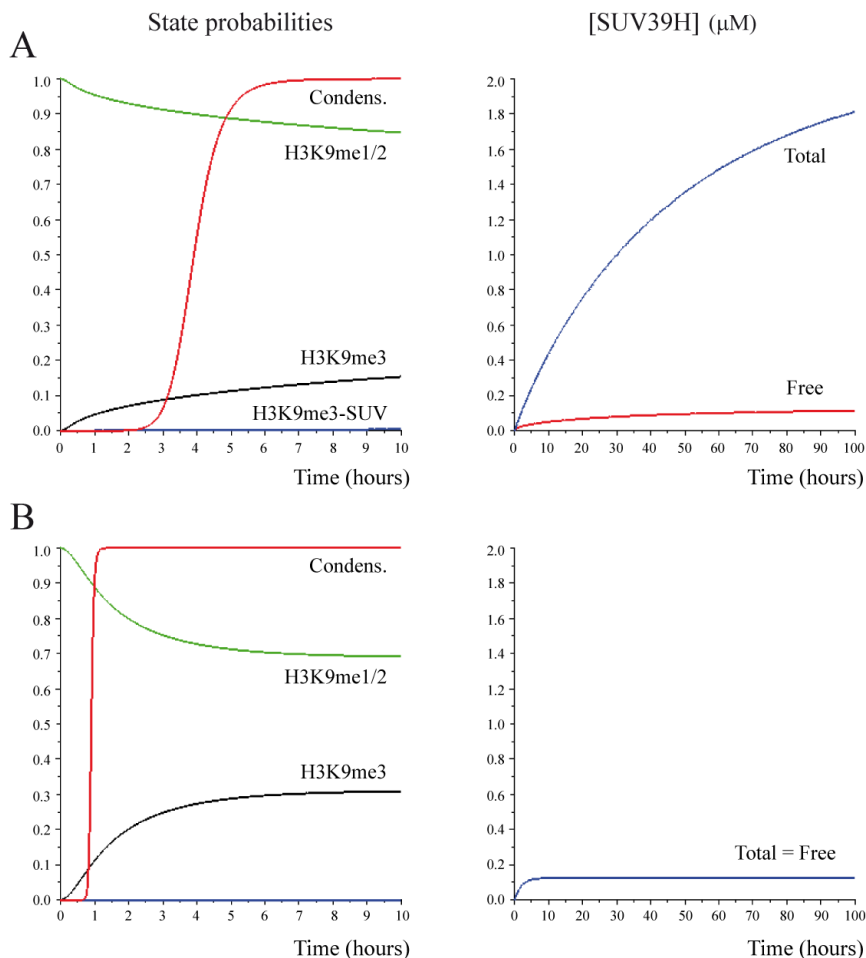 State probabilities
[SUV39H] (μM)
A
1.0
0.9
0.8
0.7
0.6
0.5
0.4
0.3
0.2
0.1
0.0
Condens.
H3K9me1/2
H3K9me3
H3K9me3-SUV
0 1 2 3 4 5 6 7 8 9 10
Time (hours)
2.0
1.8
1.6
1.4
1.2
1.0
0.8
0.6
0.4
0.2
0.0
Total
Free
0 10 20 30 40 50 60 70 80 90 100
Time (hours)
B
1.0
0.9
0.8
0.7
0.6
0.5
0.4
0.3
0.2
0.1
0.0
Condens.
H3K9me1/2
H3K9me3
0 1 2 3 4 5 6 7 8 9 10
Time (hours)
2.0
1.8
1.6
1.4
1.2
1.0
0.8
0.6
0.4
0.2
0.0
Total = Free
0 10 20 30 40 50 60 70 80 90 100
Time (hours)